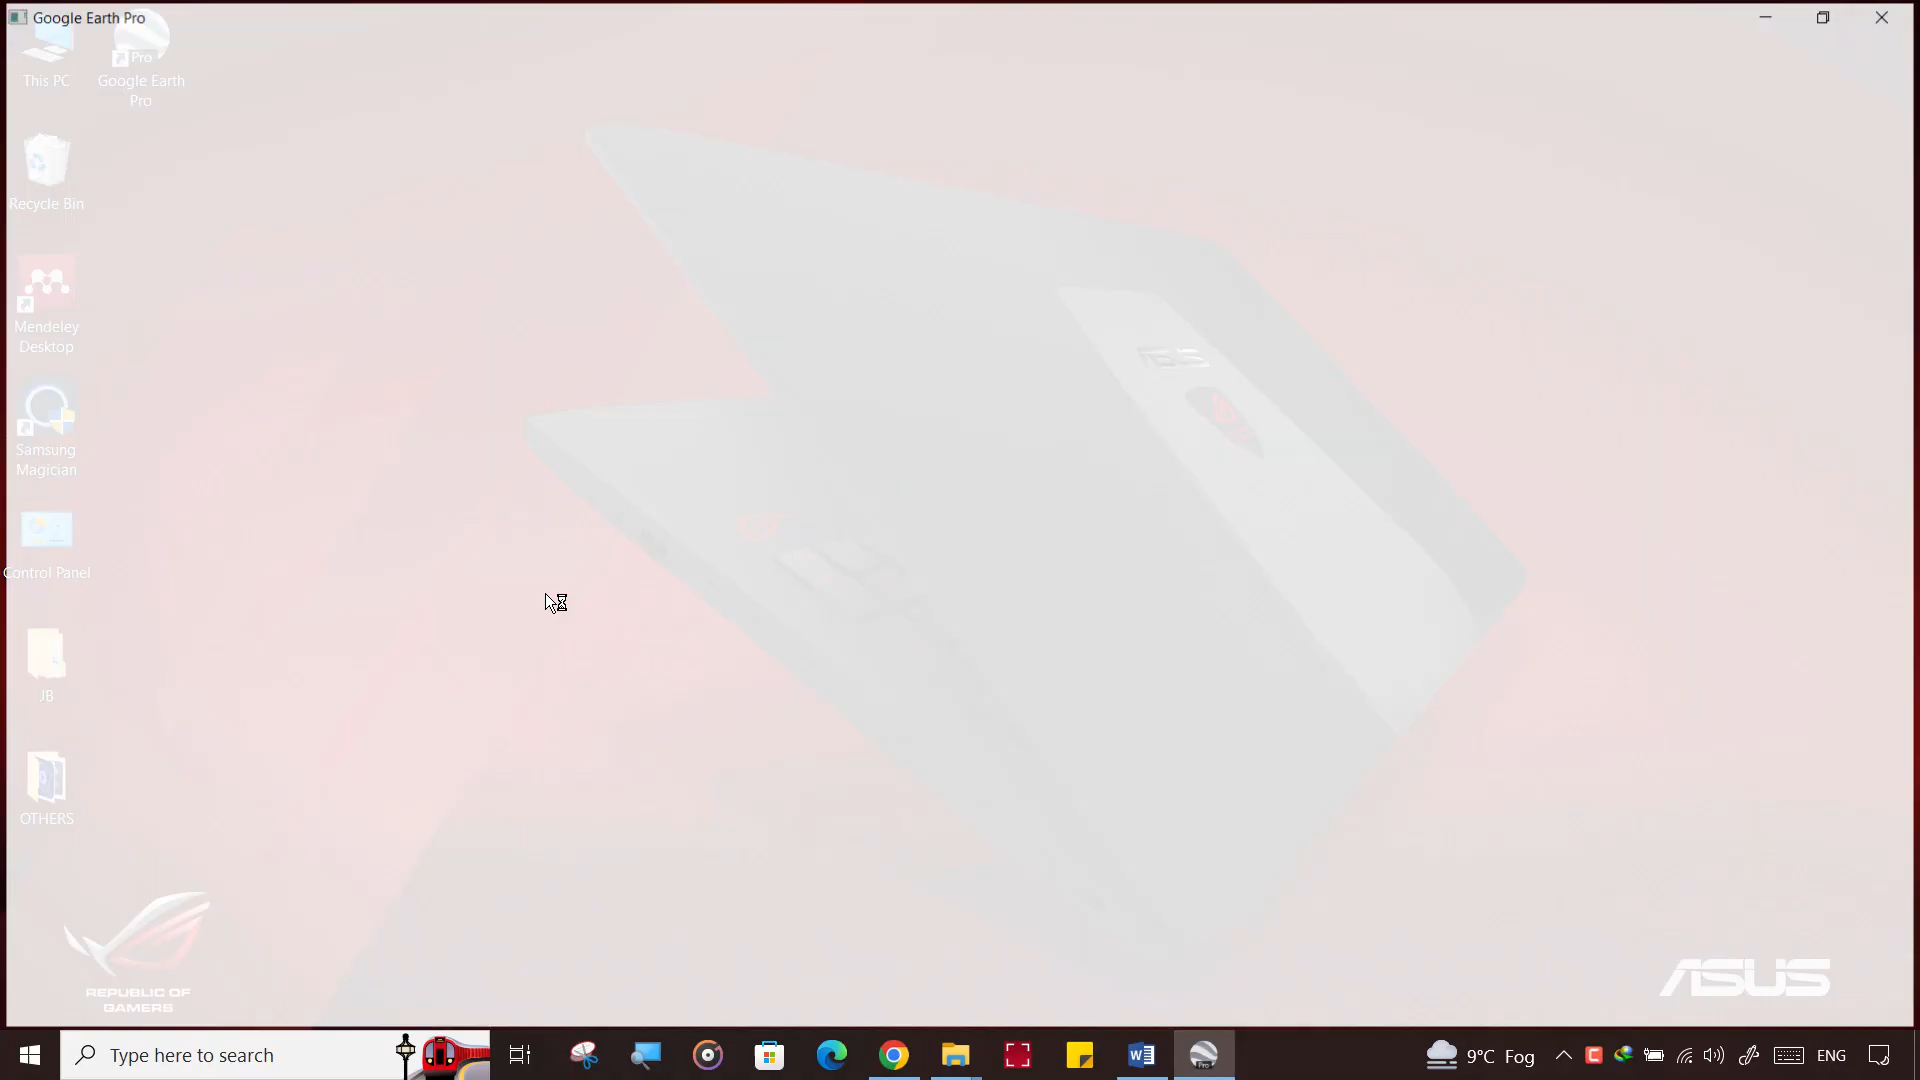 Google Earth Pro
This PC
Pro
Google Earth
Pro
Recycle Bin
Mendeley
Desktop
Samsung
Magician
Control Panel
JB
OTHERS
REPUBLIC OF
GAMERS
ASUS
Type here to search
Pro
9°C Fog
ENG